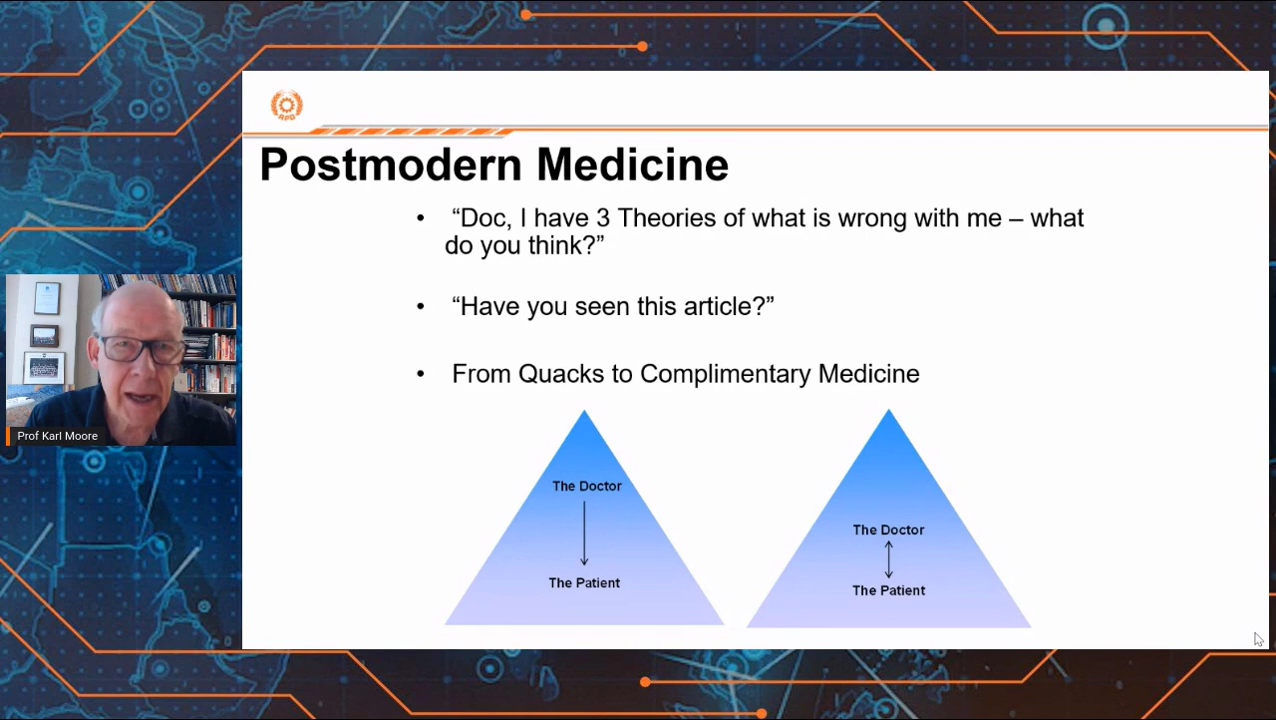 APO
Postmodern Medicine
• “Doc, I have 3 Theories of what is wrong with me – what
do you think?”
• “Have you seen this article?”
• From Quacks to Complimentary Medicine
Prof Karl Moore
The Doctor
The Patient
The Doctor
The Patient